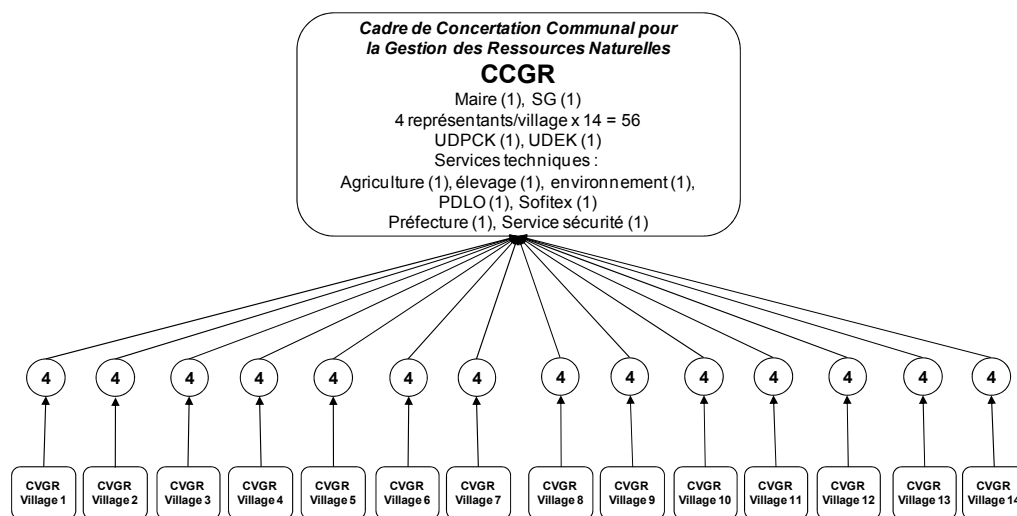 Cadre de Concertation Communal pour
la Gestion des Ressources Naturelles
CCGR
Maire (1), SG (1)
4 représentants/village x 14 = 56
UDPCK (1), UDEK (1)
Services techniques :
Agriculture (1), élevage (1), environnement (1),
PDLO (1), Sofitex (1)
Préfecture (1), Service sécurité (1)
4 4 4 4 4 4 4 4 4 4 4 4 4 4
CVGR CVGR CVGR CVGR CVGR CVGR CVGR CVGR CVGR CVGR CVGR CVGR CVGR CVGR
Village 1 Village 2 Village 3 Village 4 Village 5 Village 6 Village 7 Village 8 Village 9 Village 10 Village 11 Village 12 Village 13 Village 14